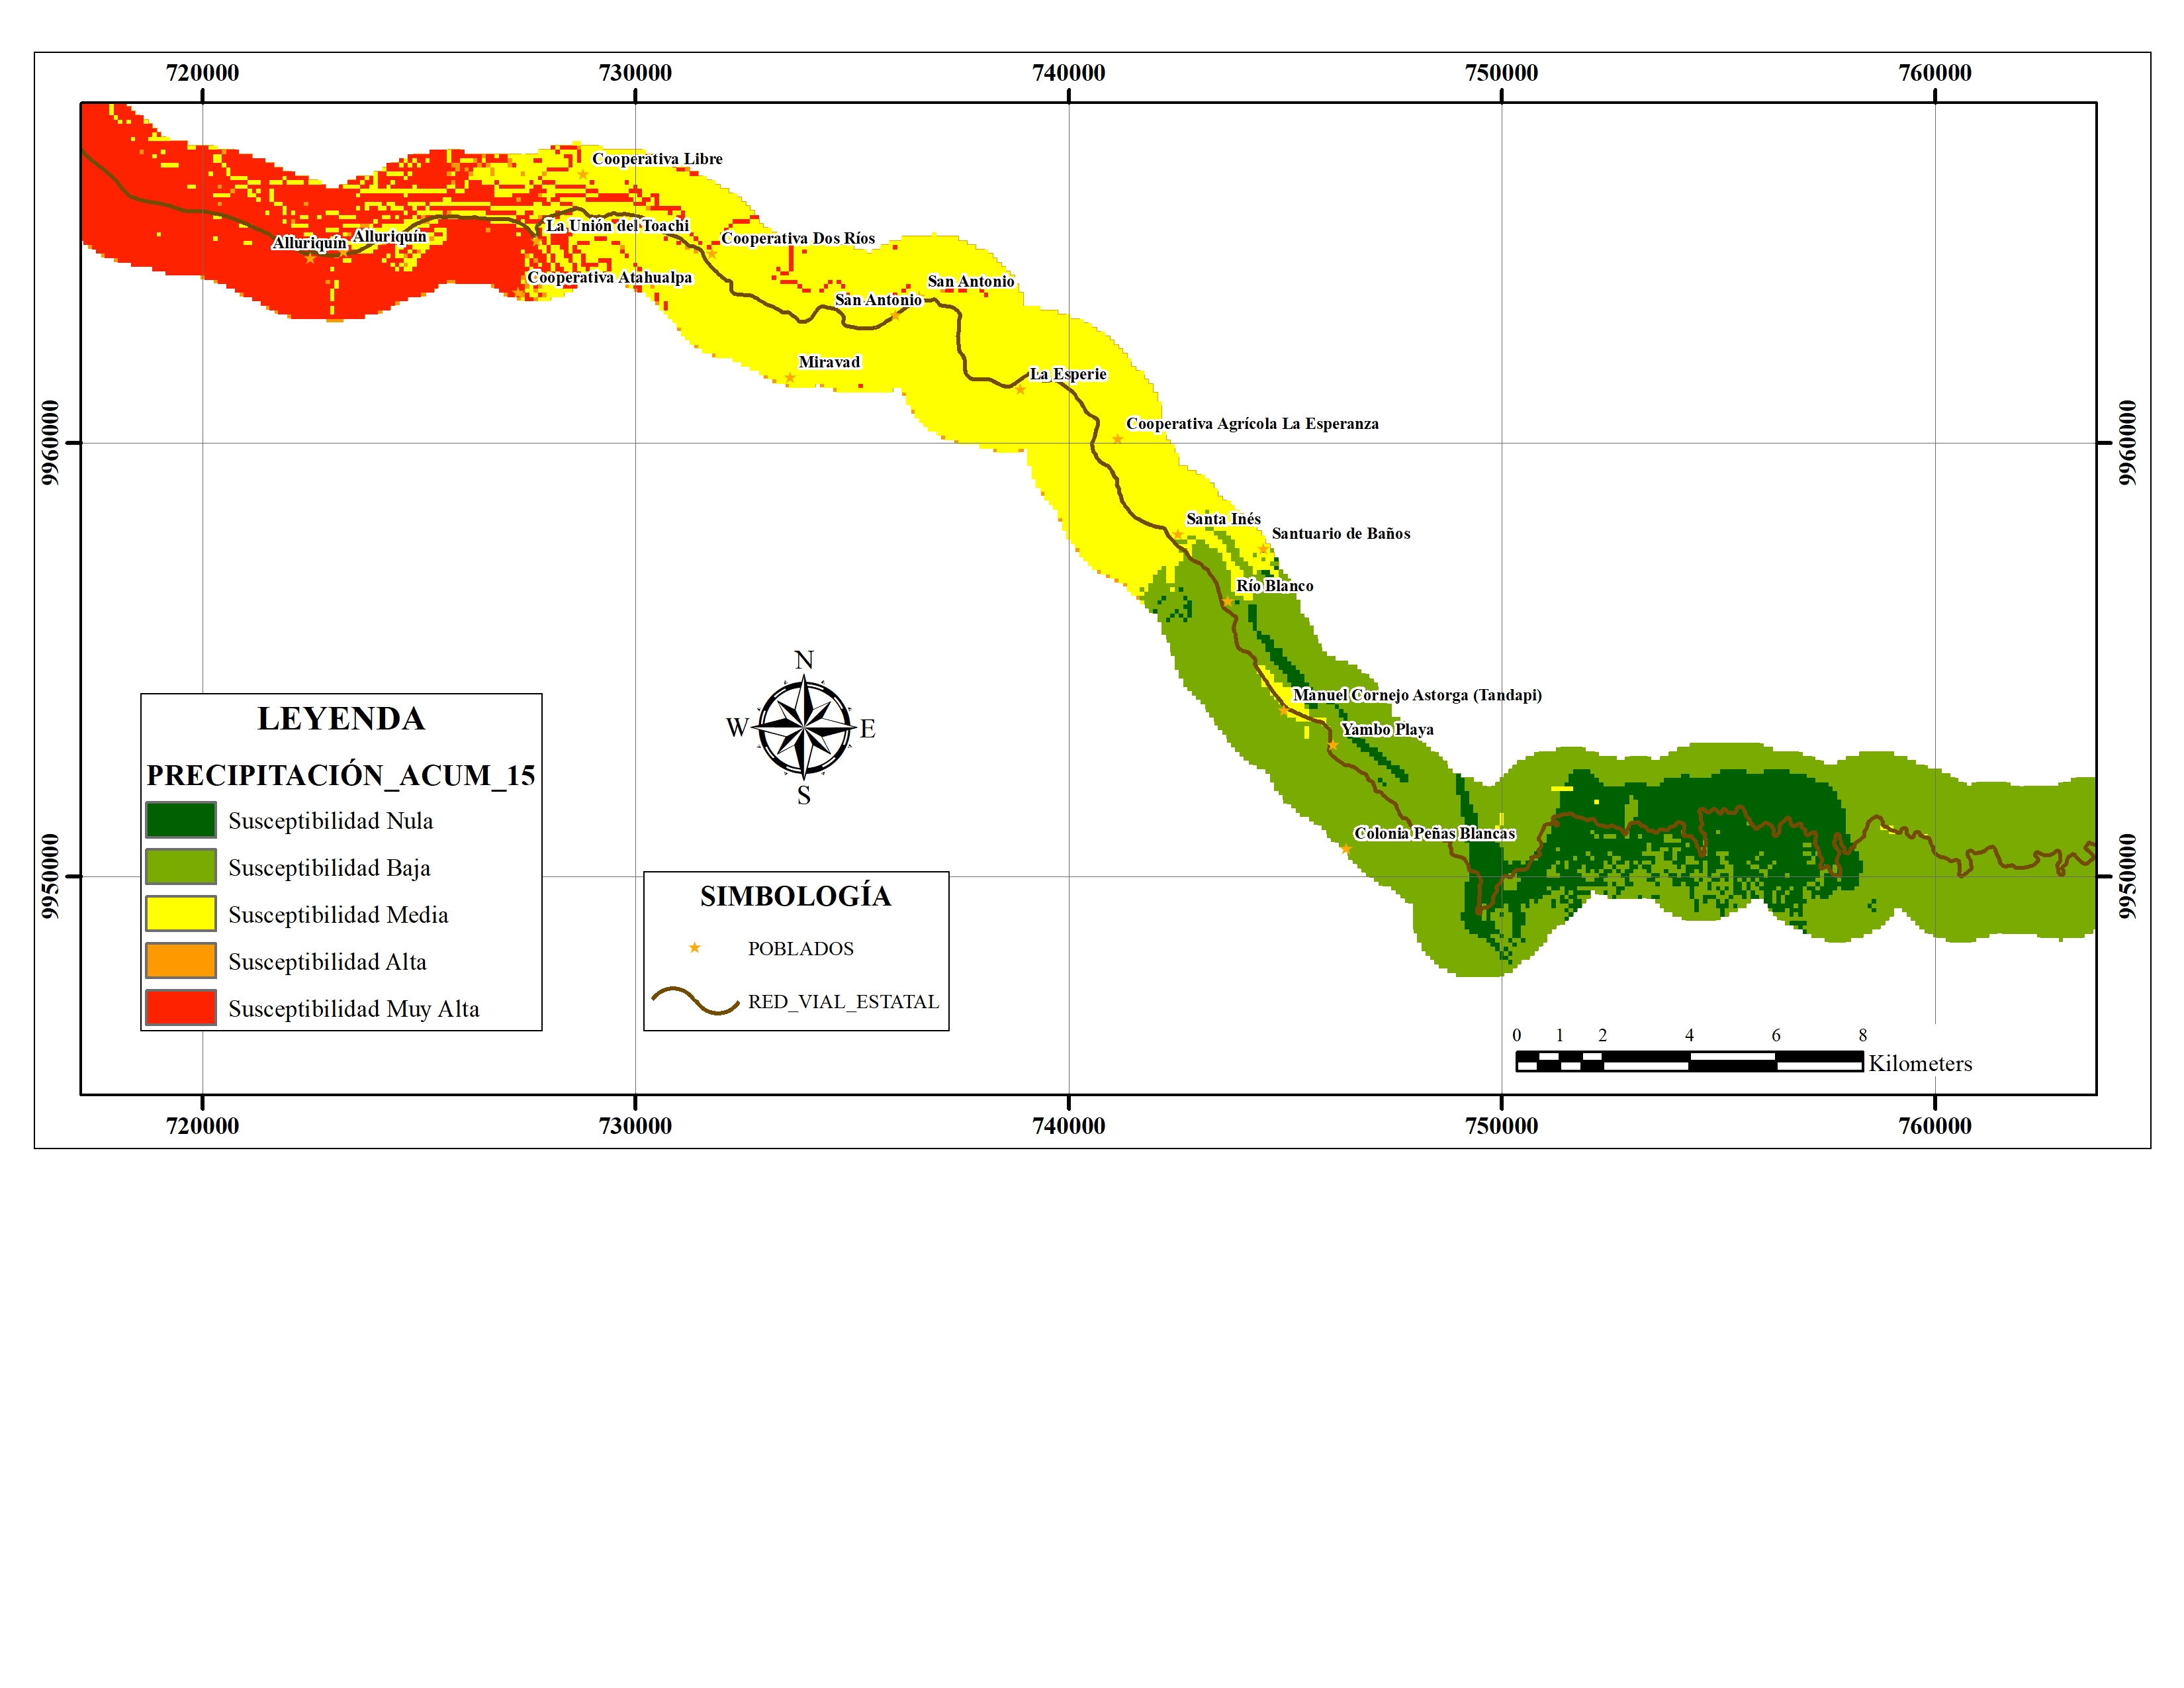 720000 730000 740000 750000 760000
Cooperativa Libre
La Unión del Toachi
Alluriquín
Alluriquín
Cooperativa Dos Ríos
Cooperativa Atahualpa
San Antonio
San Antonio
Miravad
La Esperie
Cooperativa Agrícola La Esperanza
9960000
9960000
Santa Inés
Santuario de Baños
Río Blanco
Manuel Cornejo Astorga (Tandapi)
Yambo Playa
Colonia Peñas Blancas
9950000
9950000
N
W
E
S
LEYENDA
PRECIPITACIÓN_ACUM_15
Susceptibilidad Nula
Susceptibilidad Baja
Susceptibilidad Media
Susceptibilidad Alta
Susceptibilidad Muy Alta
SIMBOLOGÍA
POBLADOS
RED_VIAL_ESTATAL
0 1 2 4 6 8
Kilometers
720000 730000 740000 750000 760000